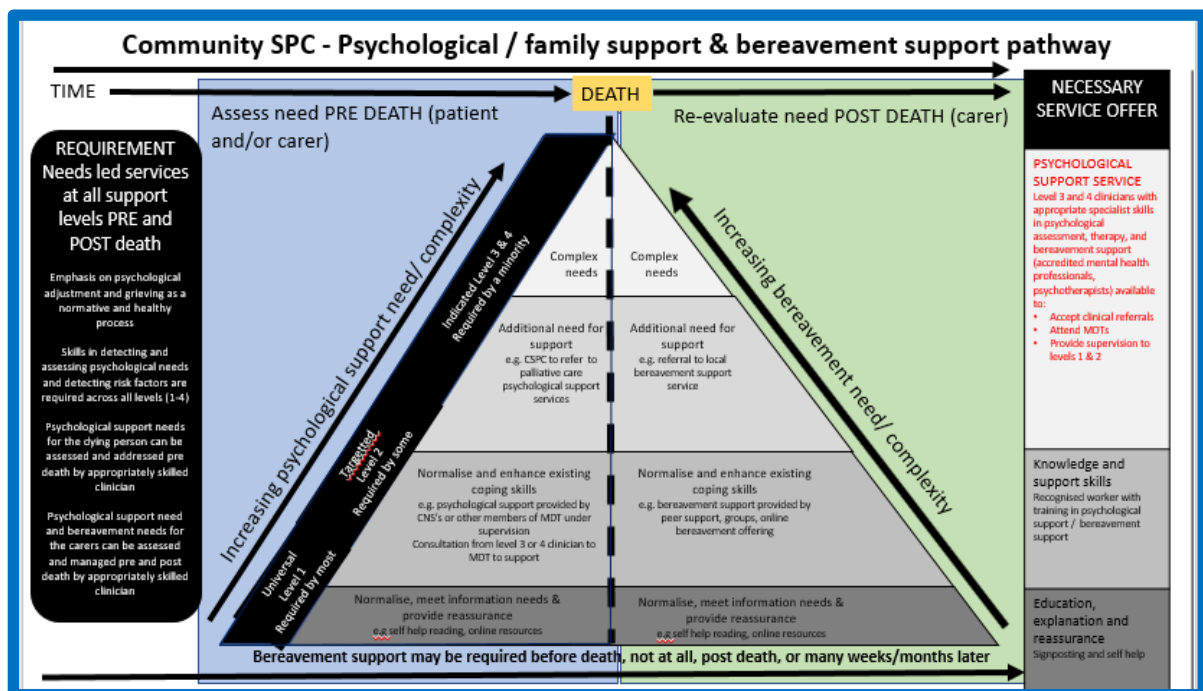 Community SPC - Psychological / family support & bereavement support pathway
TIME
DEATH
NECESSARY
SERVICE OFFER
Assess need PRE DEATH (patient
and/or carer)
Re-evaluate need POST DEATH (carer)
REQUIREMENT
Needs led services
at all support
levels PRE and
POST death
Emphasis on psychological
adjustment and grieving as a
normative and healthy
process
Skills in detecting and
assessing psychological needs
and detecting risk factors are
required across all levels (1-4)
Psychological support needs
for the dying person can be
assessed and addressed pre
death by appropriately skilled
clinician
Psychological support need
and bereavement needs for
the carers can be assessed
and managed pre and post
death by appropriately skilled
clinician
Increasing psychological support need/ complexity
Indicated Level 3 & 4
Required by a minority
Targetted
Level 2
Required by some
Universal
Level 1
Required by most
Complex
needs
Complex
needs
Additional need for
support
e.g. CSPC to refer to
palliative care
psychological support
services
Additional need for
support
e.g. referral to local
bereavement support
service
Normalise and enhance existing
coping skills
e.g. psychological support provided by
CNS's or other members of MDT under
supervision
Consultation from level 3 or 4 clinician to
MDT to support
Normalise and enhance existing
coping skills
e.g. bereavement support provided by
peer support, groups, online
bereavement offering
Normalise, meet information needs &
provide reassurance
e.g self help reading, online resources
Normalise, meet information needs &
provide reassurance
e.g self help reading, online resources
Increasing bereavement need/ complexity
Bereavement support may be required before death, not at all, post death, or many weeks/months later
PSYCHOLOGICAL
SUPPORT SERVICE
Level 3 and 4 clinicians with
appropriate specialist skills
in psychological
assessment, therapy, and
bereavement support
(accredited mental health
professionals,
psychotherapists) available
to:
• Accept clinical referrals
• Attend MDTs
• Provide supervision to
levels 1 & 2
Knowledge and
support skills
Recognised worker with
training in psychological
support / bereavement
support
Education,
explanation and
reassurance
Signposting and self help